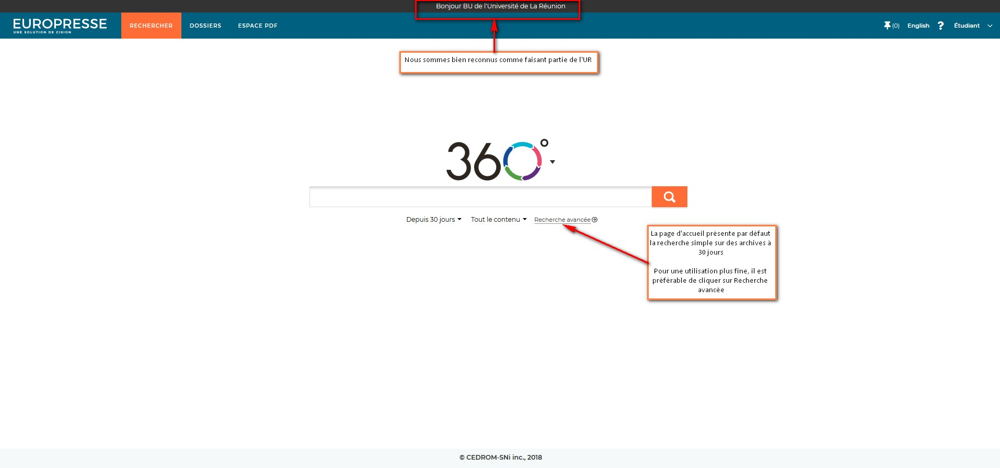 Bonjour BU de l'Université de La Réunion
EUROPRESSE
UNE SOLUTION DE CISION
RECHERCHER
DOSSIERS
ESPACE PDF
(0)
English
?
Étudiant
Nous sommes bien reconnus comme faisant partie de l'UR
360°
Depuis 30 jours
Tout le contenu
Recherche avancée
La page d'accueil présente par défaut
la recherche simple sur des archives à
30 jours
Pour une utilisation plus fine, il est
préférable de cliquer sur Recherche
avancée
© CEDROM-SNi inc., 2018